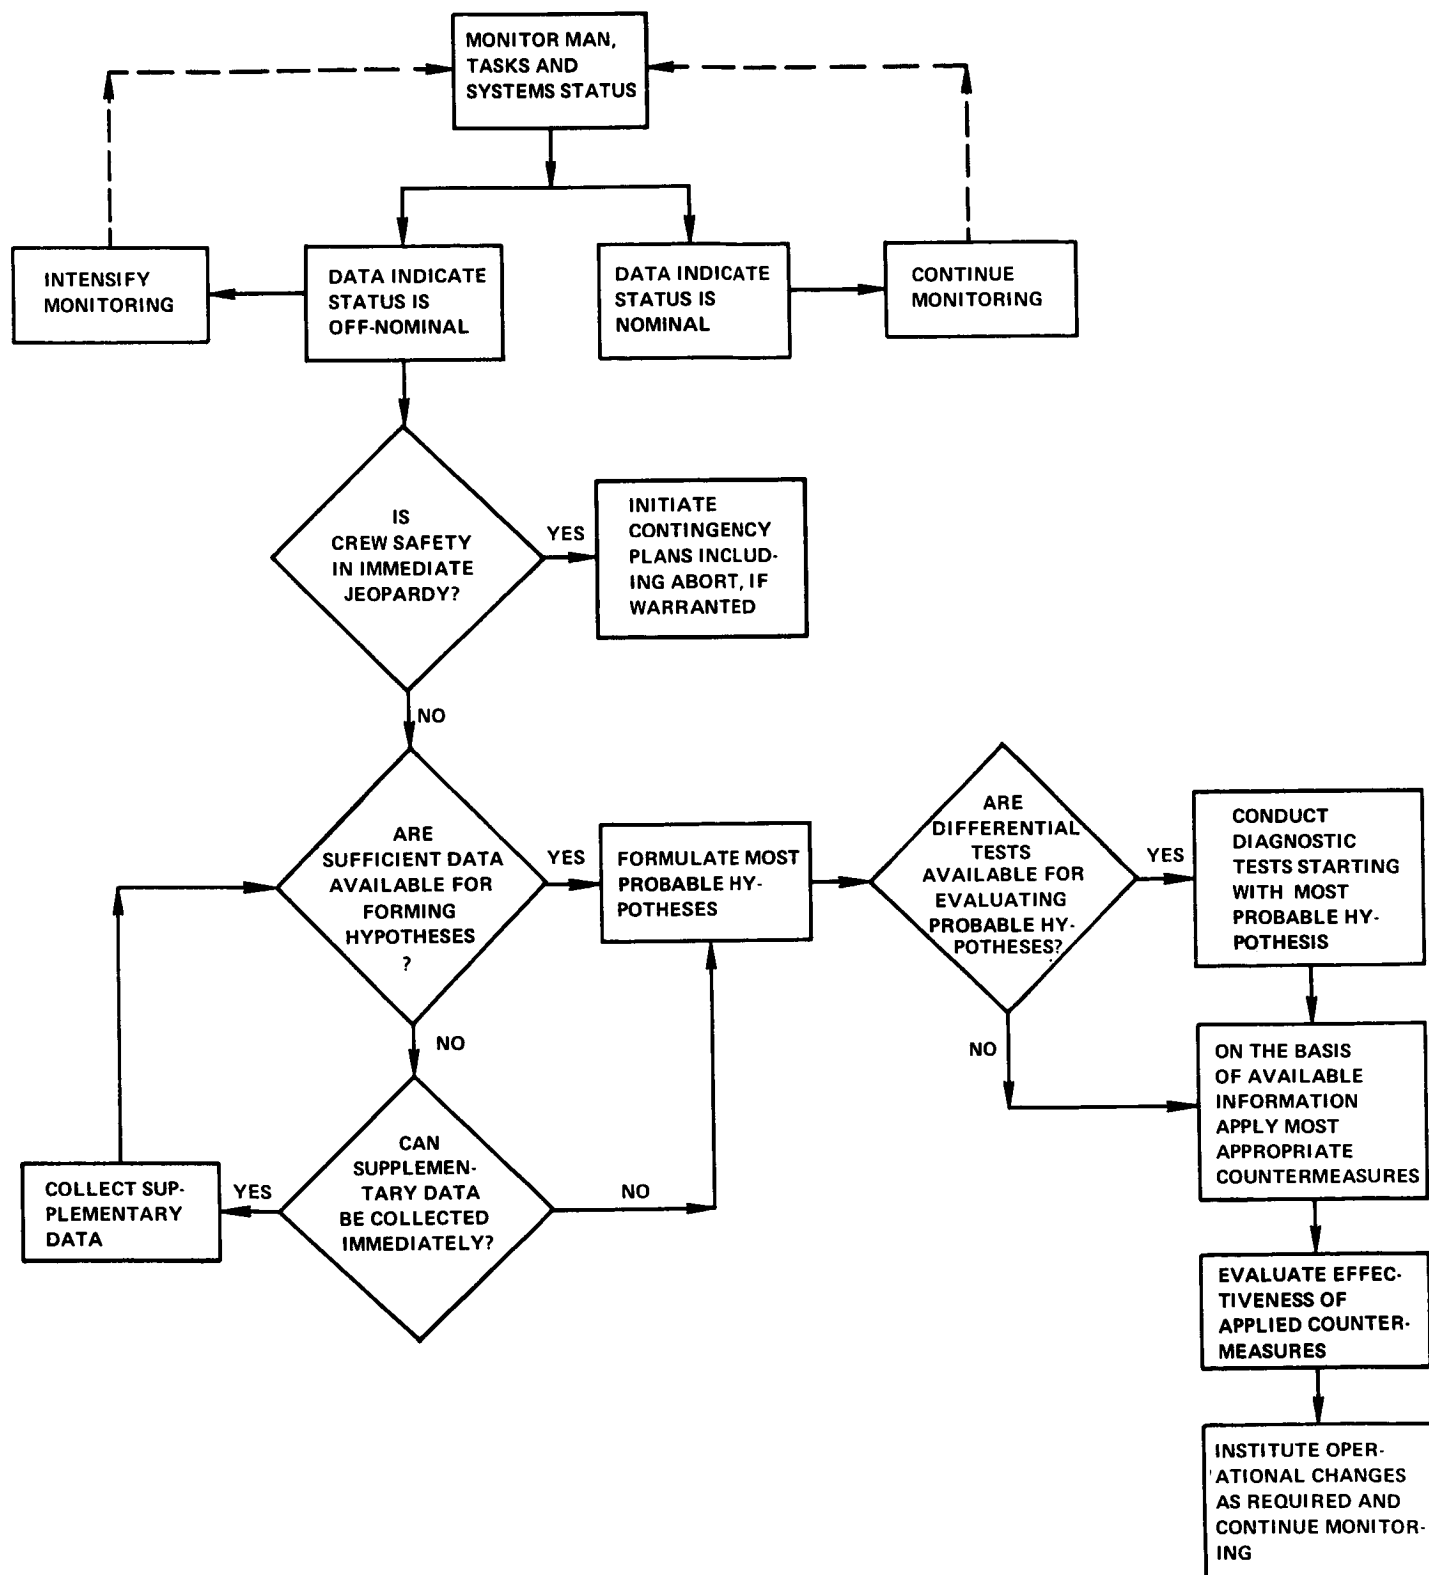 MONITOR MAN,
TASKS AND
SYSTEMS STATUS
INTENSIFY
MONITORING
DATA INDICATE
STATUS IS
OFF-NOMINAL
DATA INDICATE
STATUS IS
NOMINAL
CONTINUE
MONITORING
IS
CREW SAFETY
IN IMMEDIATE
JEOPARDY?
YES
INITIATE
CONTINGENCY
PLANS INCLUD-
ING ABORT, IF
WARRANTED
NO
ARE
SUFFICIENT DATA
AVAILABLE FOR
FORMING
HYPOTHESES
?
YES
FORMULATE MOST
PROBABLE HY-
POTHESES
ARE
DIFFERENTIAL
TESTS
AVAILABLE FOR
EVALUATING
PROBABLE HY-
POTHESES?
YES
CONDUCT
DIAGNOSTIC
TESTS STARTING
WITH MOST
PROBABLE HY-
POTHESIS
NO
NO
ON THE BASIS
OF AVAILABLE
INFORMATION
APPLY MOST
APPROPRIATE
COUNTERMEASURES
CAN
SUPPLEMEN-
TARY DATA
BE COLLECTED
IMMEDIATELY?
YES
COLLECT SUP-
PLEMENTARY
DATA
NO
EVALUATE EFFEC-
TIVENESS OF
APPLIED COUNTER-
MEASURES
INSTITUTE OPER-
ATIONAL CHANGES
AS REQUIRED AND
CONTINUE MONITOR-
ING